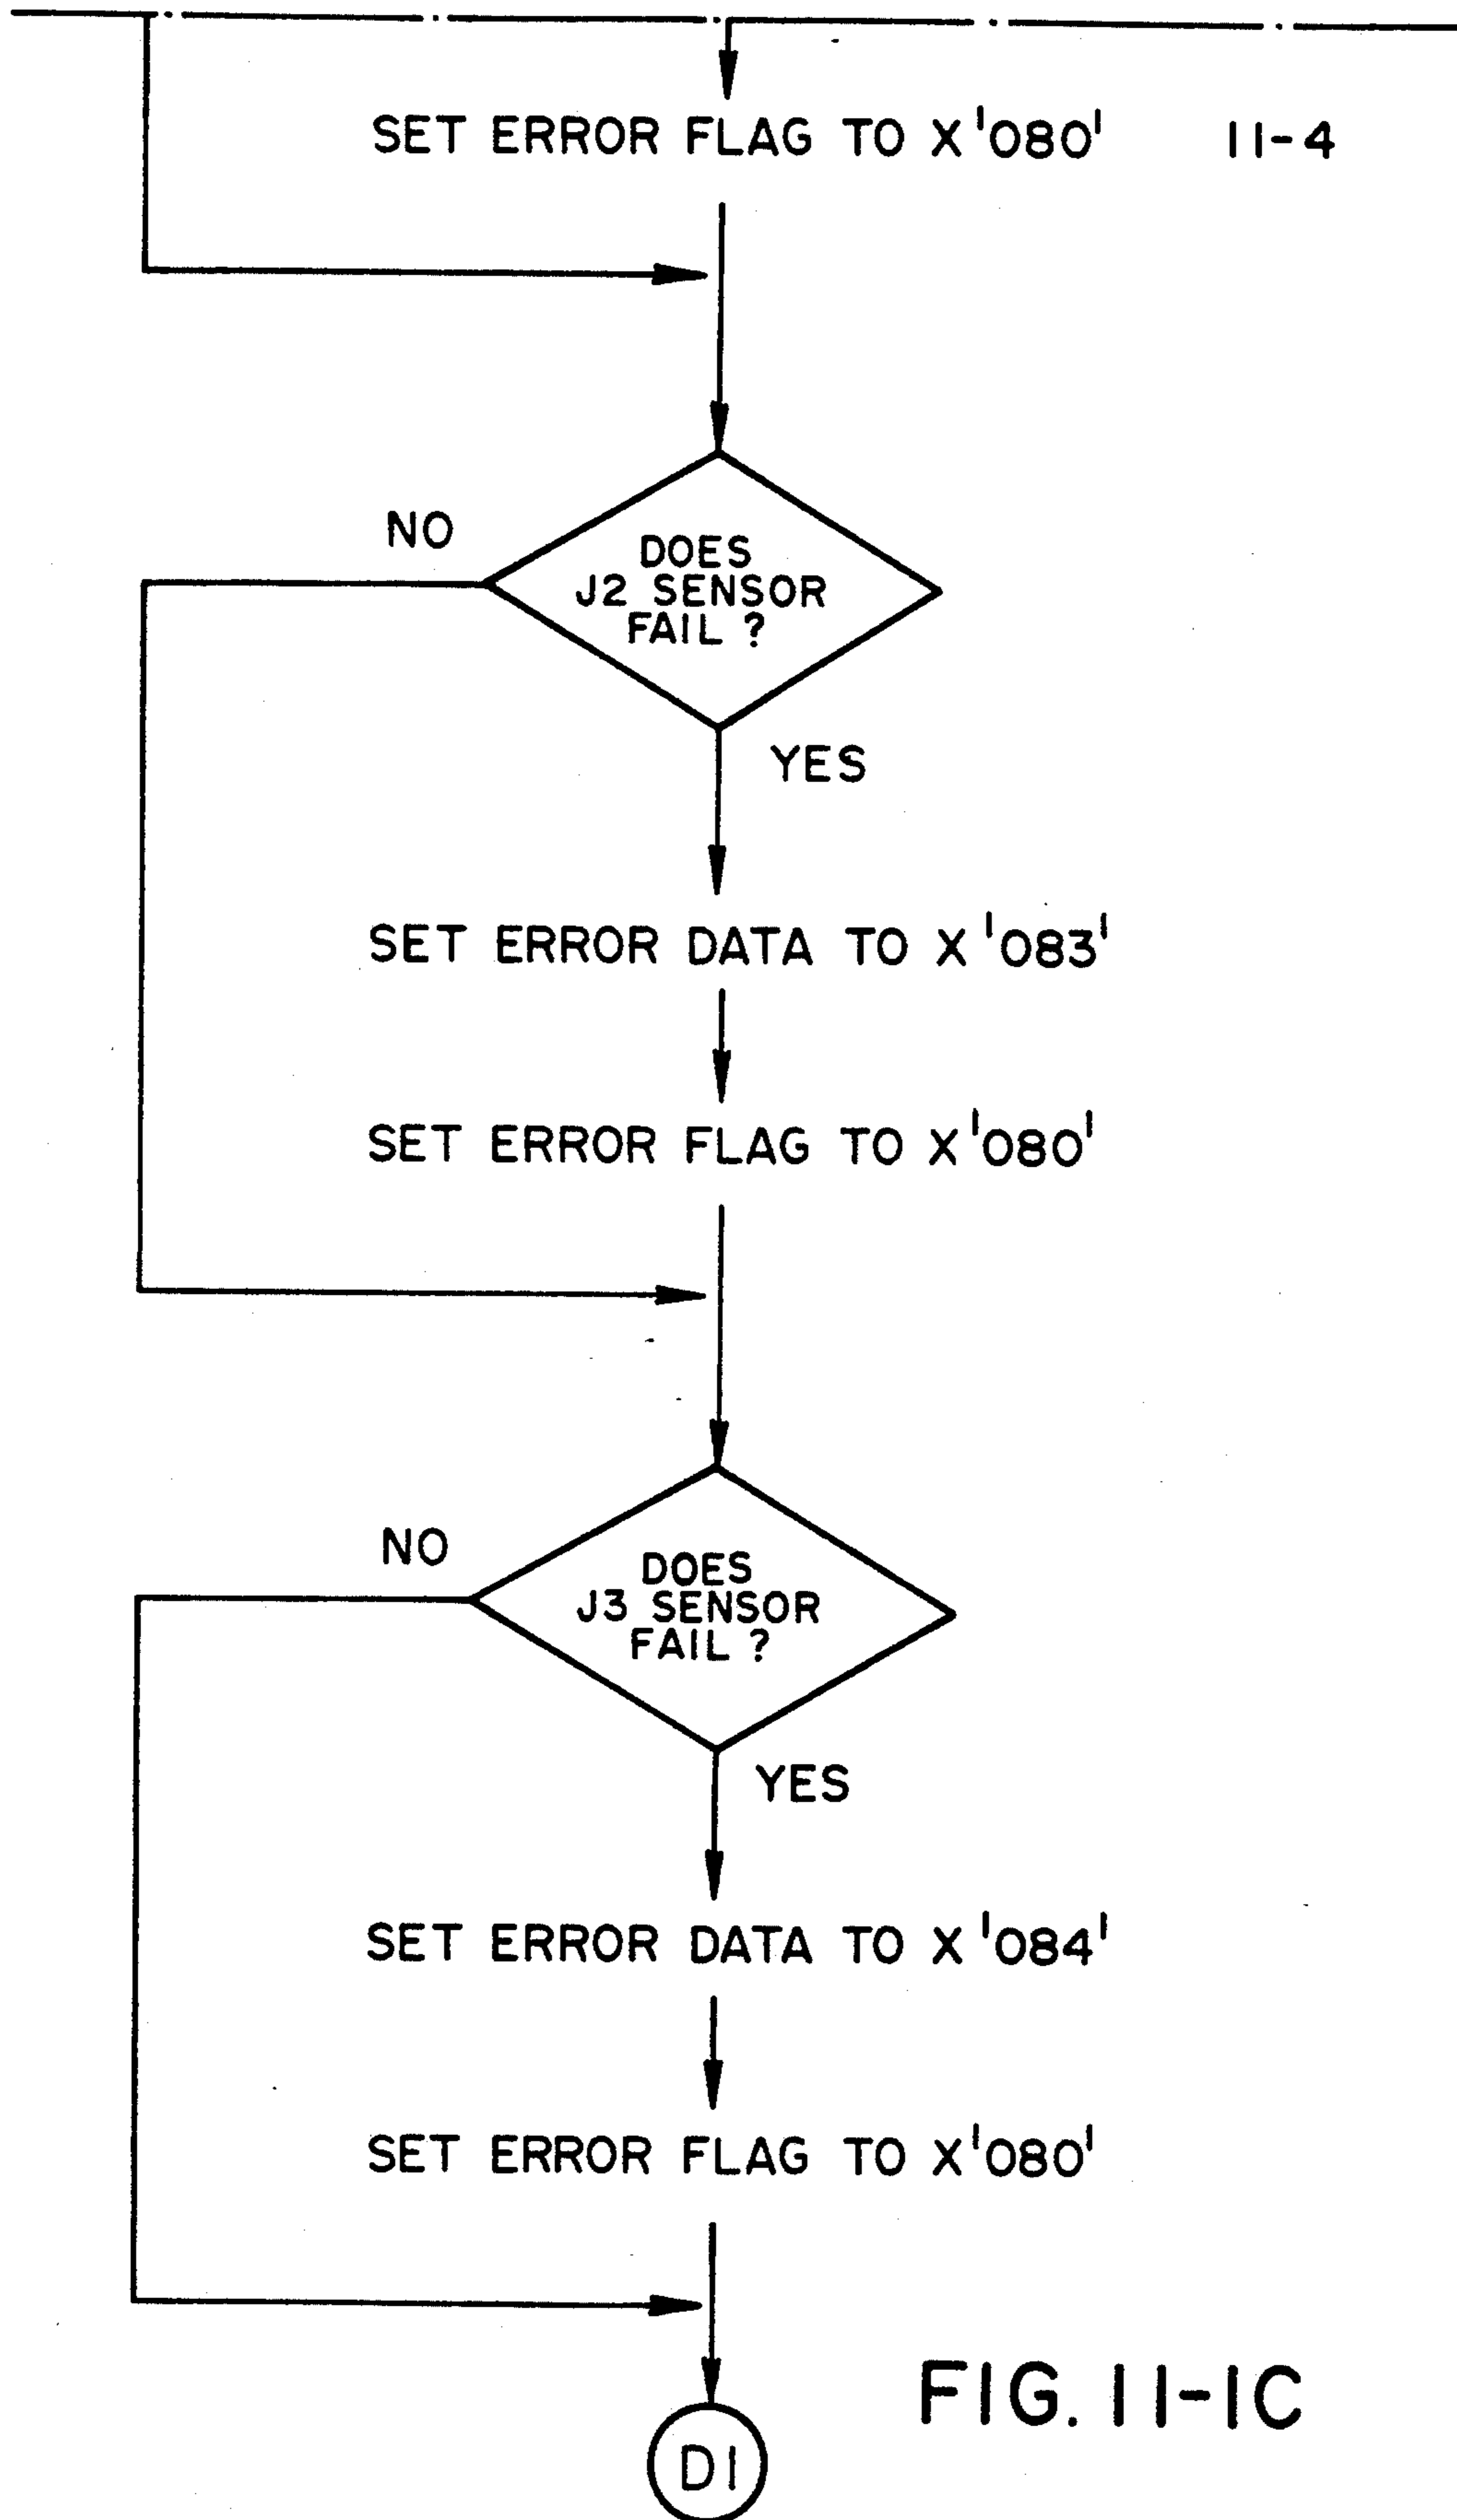 SET ERROR FLAG TO X'080' 11-4
NO
DOES
J2 SENSOR
FAIL ?
YES
SET ERROR DATA TO X'083'
SET ERROR FLAG TO X'080'
NO
DOES
J3 SENSOR
FAIL ?
YES
SET ERROR DATA TO X'084'
SET ERROR FLAG TO X'080'
FIG. 11-1C
D1